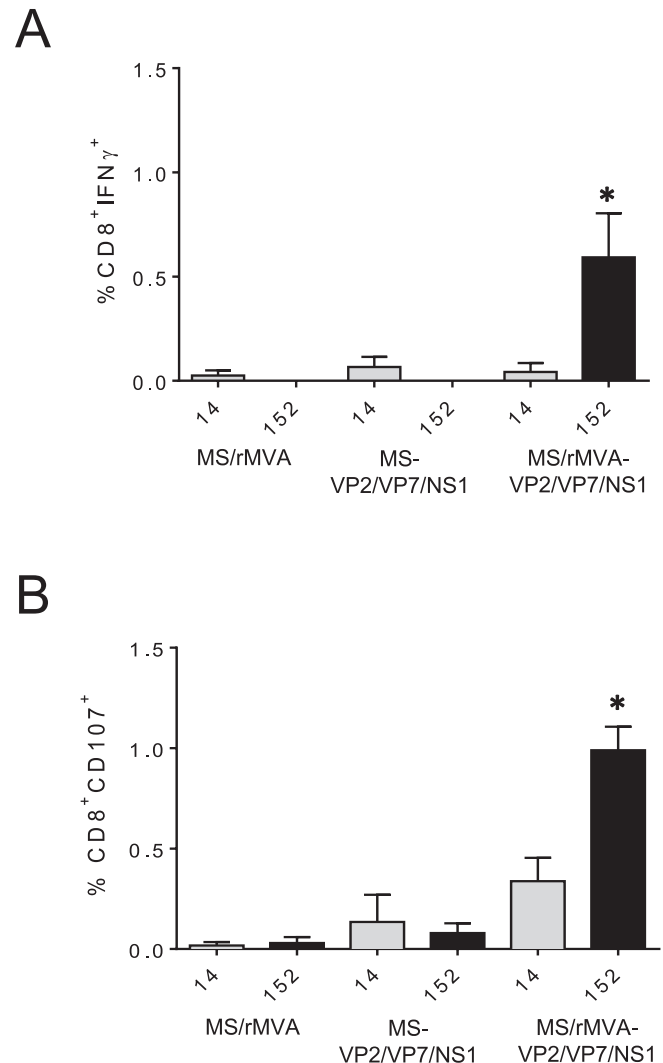 A
1.5
1.0
0.5
0.0
%CD8+IFNγ+
*
14 152 14 152 14 152
MS/rMVA MS- MS/rMVA-
VP2/VP7/NS1 VP2/VP7/NS1
B
1.5
1.0
0.5
0.0
% CD8+CD107+
*
14 152 14 152 14 152
MS/rMVA MS- MS/rMVA-
VP2/VP7/NS1 VP2/VP7/NS1